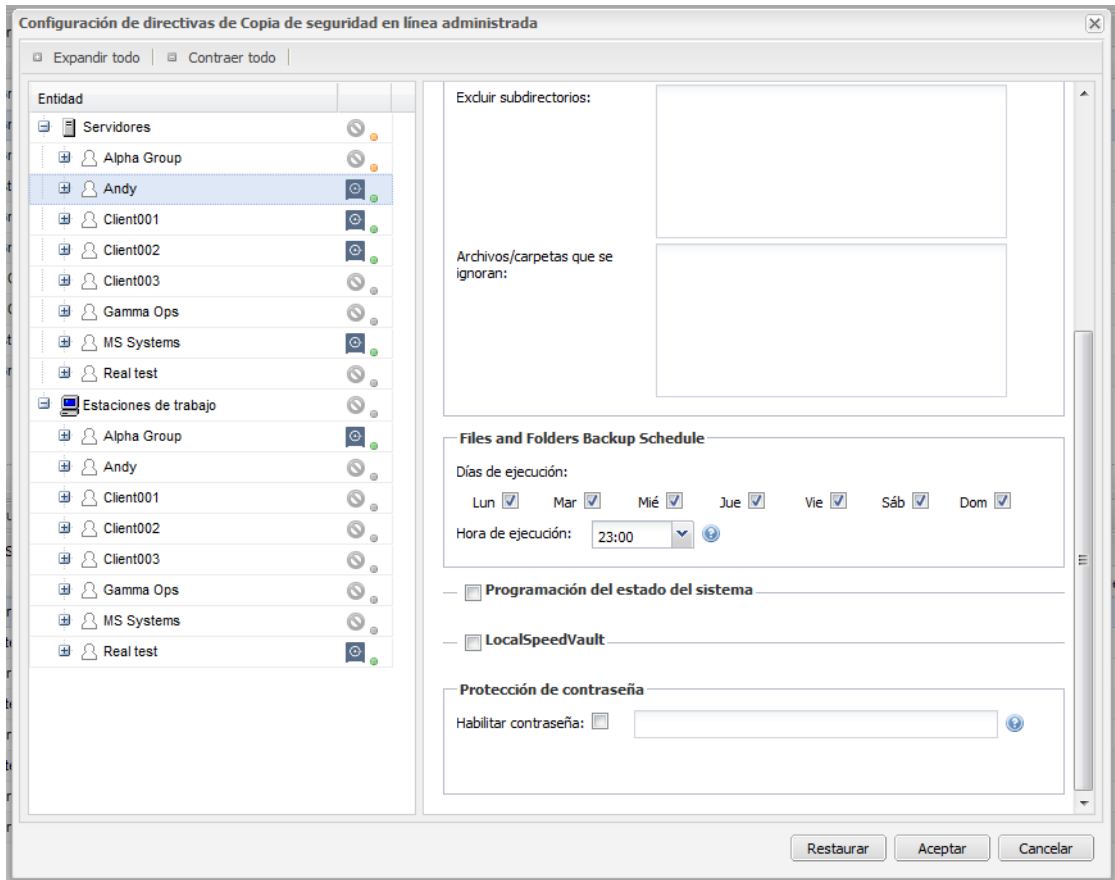 Configuración de directivas de Copia de seguridad en línea administrada
Expandir todo
Contraer todo
Entidad
Servidores
Alpha Group
Andy
Client001
Client002
Client003
Gamma Ops
MS Systems
Real test
Estaciones de trabajo
Alpha Group
Andy
Client001
Client002
Client003
Gamma Ops
MS Systems
Real test
Excluir subdirectorios:
Archivos/carpetas que se
ignoran:
Files and Folders Backup Schedule
Días de ejecución:
Lun Mar Mié Jue Vie Sáb Dom
Hora de ejecución: 23:00
Programación del estado del sistema
LocalSpeedVault
Protección de contraseña
Habilitar contraseña:
Restaurar Aceptar Cancelar